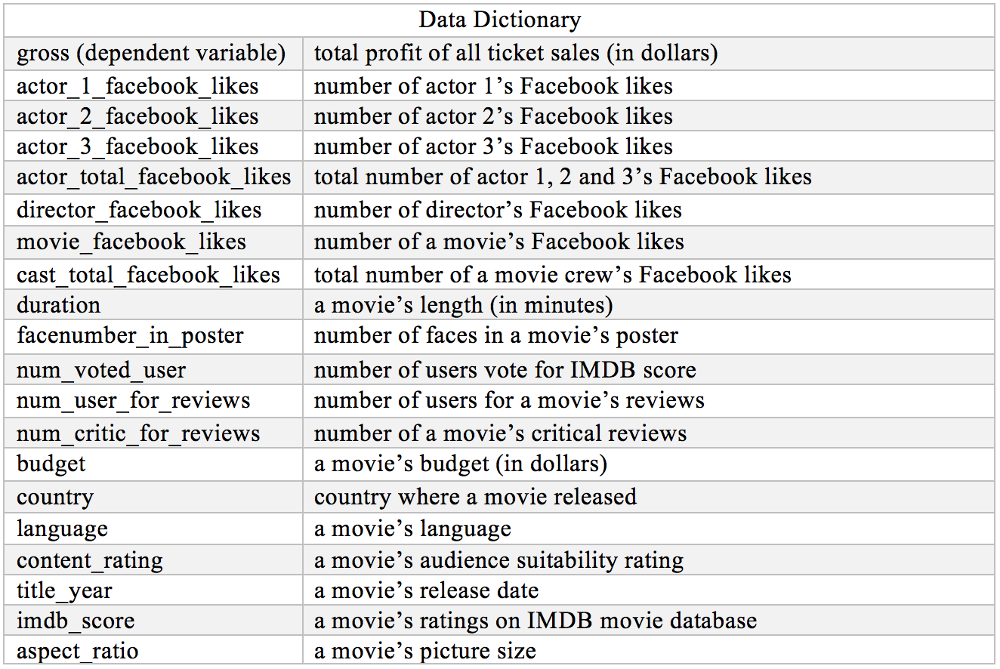 Data Dictionary
gross (dependent variable) total profit of all ticket sales (in dollars)
actor_1_facebook_likes number of actor 1’s Facebook likes
actor_2_facebook_likes number of actor 2’s Facebook likes
actor_3_facebook_likes number of actor 3’s Facebook likes
actor_total_facebook_likes total number of actor 1, 2 and 3’s Facebook likes
director_facebook_likes number of director’s Facebook likes
movie_facebook_likes number of a movie’s Facebook likes
cast_total_facebook_likes total number of a movie crew’s Facebook likes
duration a movie’s length (in minutes)
facenumber_in_poster number of faces in a movie’s poster
num_voted_user number of users vote for IMDB score
num_user_for_reviews number of users for a movie’s reviews
num_critic_for_reviews number of a movie’s critical reviews
budget a movie’s budget (in dollars)
country country where a movie released
language a movie’s language
content_rating a movie’s audience suitability rating
title_year a movie’s release date
imdb_score a movie’s ratings on IMDB movie database
aspect_ratio a movie’s picture size